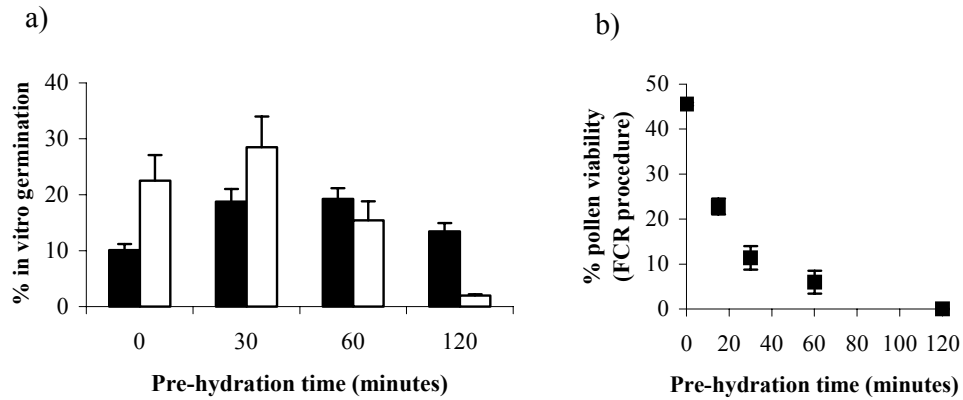 a)
% in vitro germination
40
30
20
10
0
0 30 60 120
Pre-hydration time (minutes)
b)
% pollen viability
(FCR procedure)
50
40
30
20
10
0
0 20 40 60 80 100 120
Pre-hydration time (minutes)